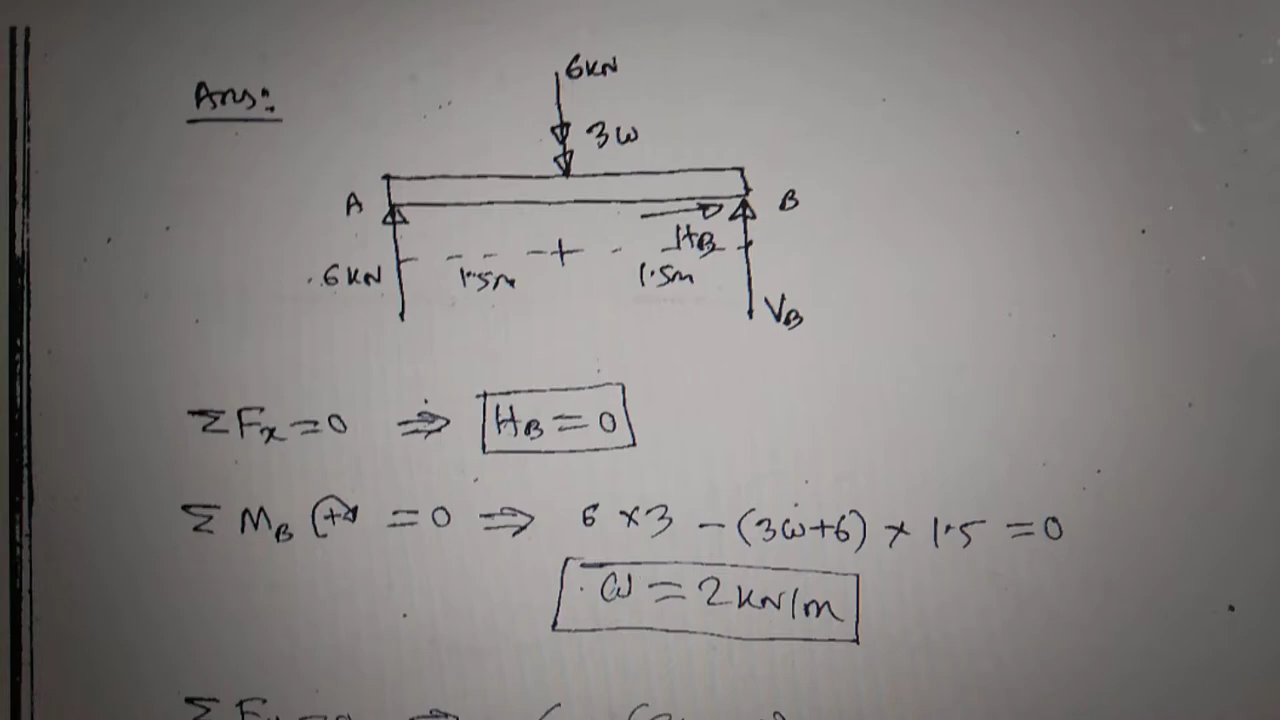 Ans:
6KN
3ω
A
B
HB
6KN
1.5m
1.5m
VB
ΣFx=0 ⇒ HB=0
ΣMB (+ =0 ⇒ 6×3-(3ω+6)×1.5=0
ω=2KN/m